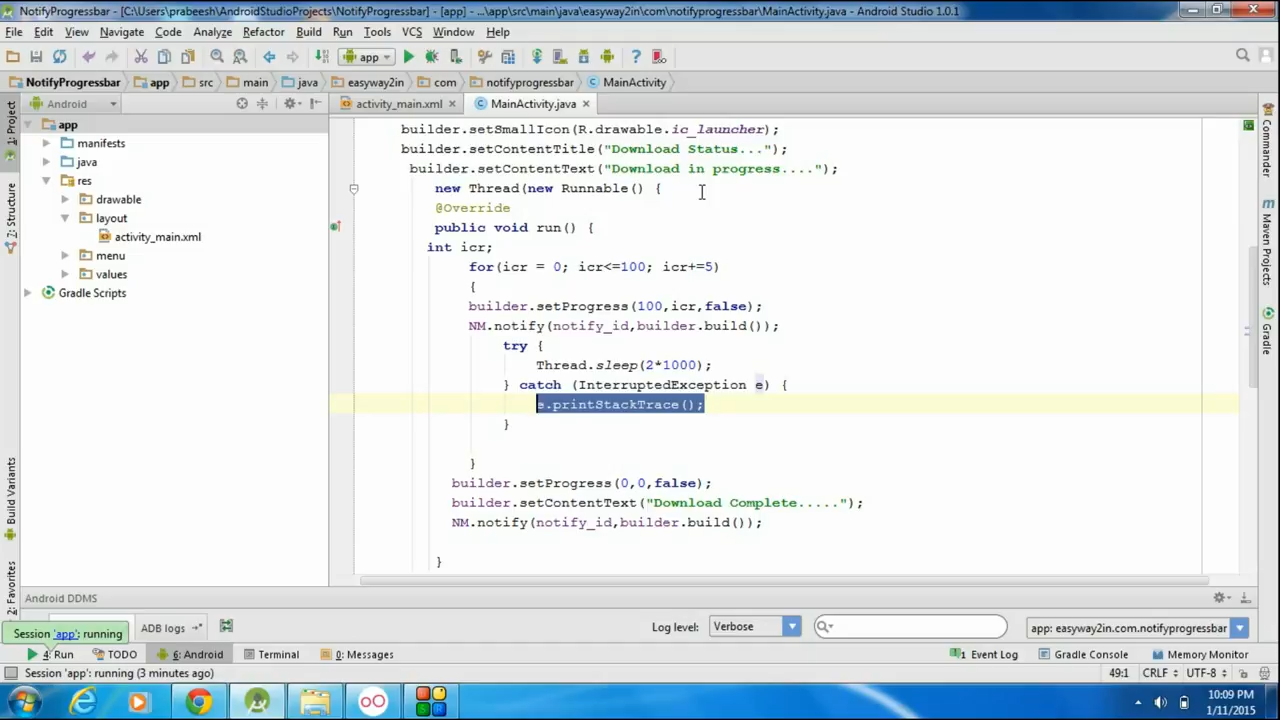 NotifyProgressbar - [C:\Users\prabeesh\AndroidStudioProjects\NotifyProgressbar] - [app] - ...\app\src\main\java\easyway2in\com\notifyprogressbar\MainActivity.java - Android Studio 1.0.1
File Edit View Navigate Code Analyze Refactor Build Run Tools VCS Window Help
app
NotifyProgressbar app src main java easyway2in com notifyprogressbar MainActivity
Android
activity_main.xml
MainActivity.java
1: Project
7: Structure
Build Variants
2: Favorites
app
manifests
java
res
drawable
layout
activity_main.xml
menu
values
Gradle Scripts
builder.setSmallIcon(R.drawable.ic_launcher);
builder.setContentTitle("Download Status...");
builder.setContentText("Download in progress....");
new Thread(new Runnable() {
@Override
public void run() {
int icr;
for(icr = 0; icr<=100; icr+=5)
{
builder.setProgress(100,icr,false);
NM.notify(notify_id,builder.build());
try {
Thread.sleep(2*1000);
} catch (InterruptedException e) {
e.printStackTrace();
}
}
builder.setProgress(0,0,false);
builder.setContentText("Download Complete.....");
NM.notify(notify_id,builder.build());
}
Commander
Maven Projects
Gradle
Android DDMS
ADB logs
Log level: Verbose
app: easyway2in.com.notifyprogressbar
Session 'app': running
4: Run TODO 6: Android Terminal 0: Messages
1 Event Log Gradle Console Memory Monitor
Session 'app': running (3 minutes ago)
49:1 CRLF UTF-8
10:09 PM
1/11/2015